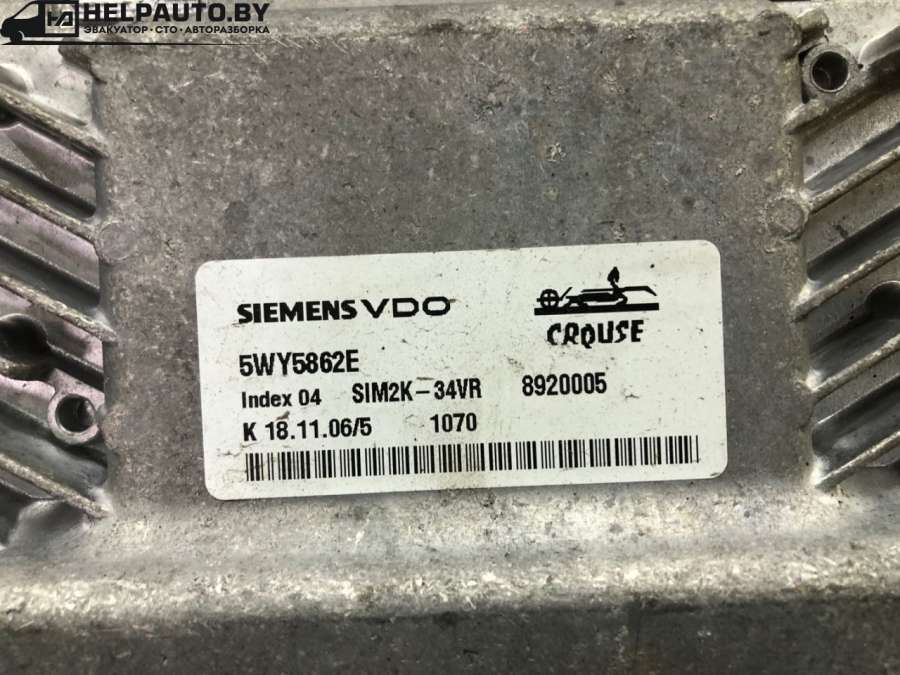 HELPAUTO.BY
ЭВАКУАТОР • СТО • АВТОРАЗБОРКА
SIEMENS VDO
CROUSE
5WY5862E
Index 04 SIM2K-34VR 8920005
K 18.11.06/5 1070